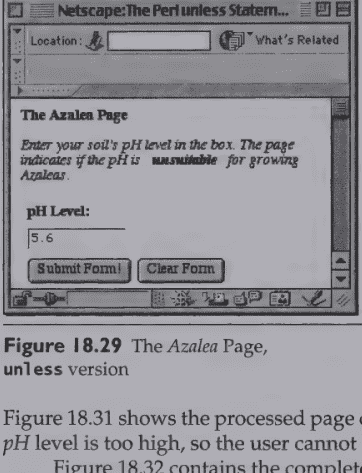 Netscape:The Perl unless Statem...
Location:
What's Related
The Azalea Page
Enter your soil's pH level in the box. The page
indicates if the pH is unsuitable for growing
Azaleas.
pH Level:
5.6
Submit Form! Clear Form
Figure 18.29 The Azalea Page,
unless version
Figure 18.31 shows the processed page
pH level is too high, so the user cannot
Figure 18.32 contains the complet